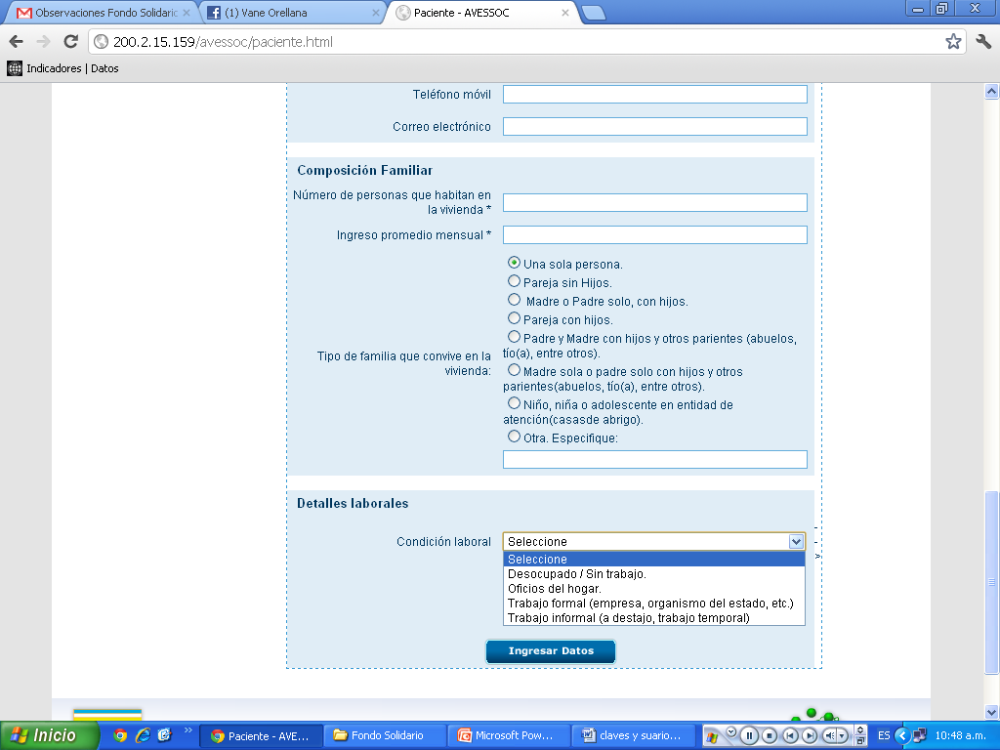 Observaciones Fondo Solidario
(1) Vane Orellana
Paciente - AVESSOC
200.2.15.159/avessoc/paciente.html
Indicadores | Datos
Teléfono móvil
Correo electrónico
Composición Familiar
Número de personas que habitan en
la vivienda *
Ingreso promedio mensual *
Una sola persona.
Pareja sin Hijos.
Madre o Padre solo, con hijos.
Pareja con hijos.
Padre y Madre con hijos y otros parientes (abuelos,
tío(a), entre otros).
Tipo de familia que convive en la
vivienda:
Madre sola o padre solo con hijos y otros
parientes(abuelos, tío(a), entre otros).
Niño, niña o adolescente en entidad de
atención(casasde abrigo).
Otra. Especifique:
Detalles laborales
Condición laboral
Seleccione
-
-
>
Seleccione
Desocupado / Sin trabajo.
Oficios del hogar.
Trabajo formal (empresa, organismo del estado, etc.)
Trabajo informal (a destajo, trabajo temporal)
Ingresar Datos
Inicio
»
Paciente - AVE...
Fondo Solidario
Microsoft Pow...
claves y suario...
ES
10:48 a.m.